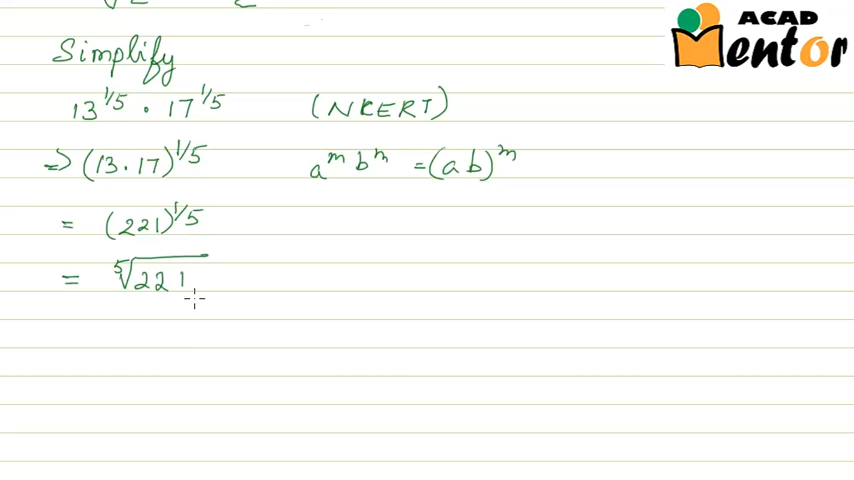 ACAD
Mentor
Simplify
13^1/5 · 17^1/5 (NCERT)
=> (13.17)^1/5 a^m b^m = (ab)^m
= (221)^1/5
= ⁵√221